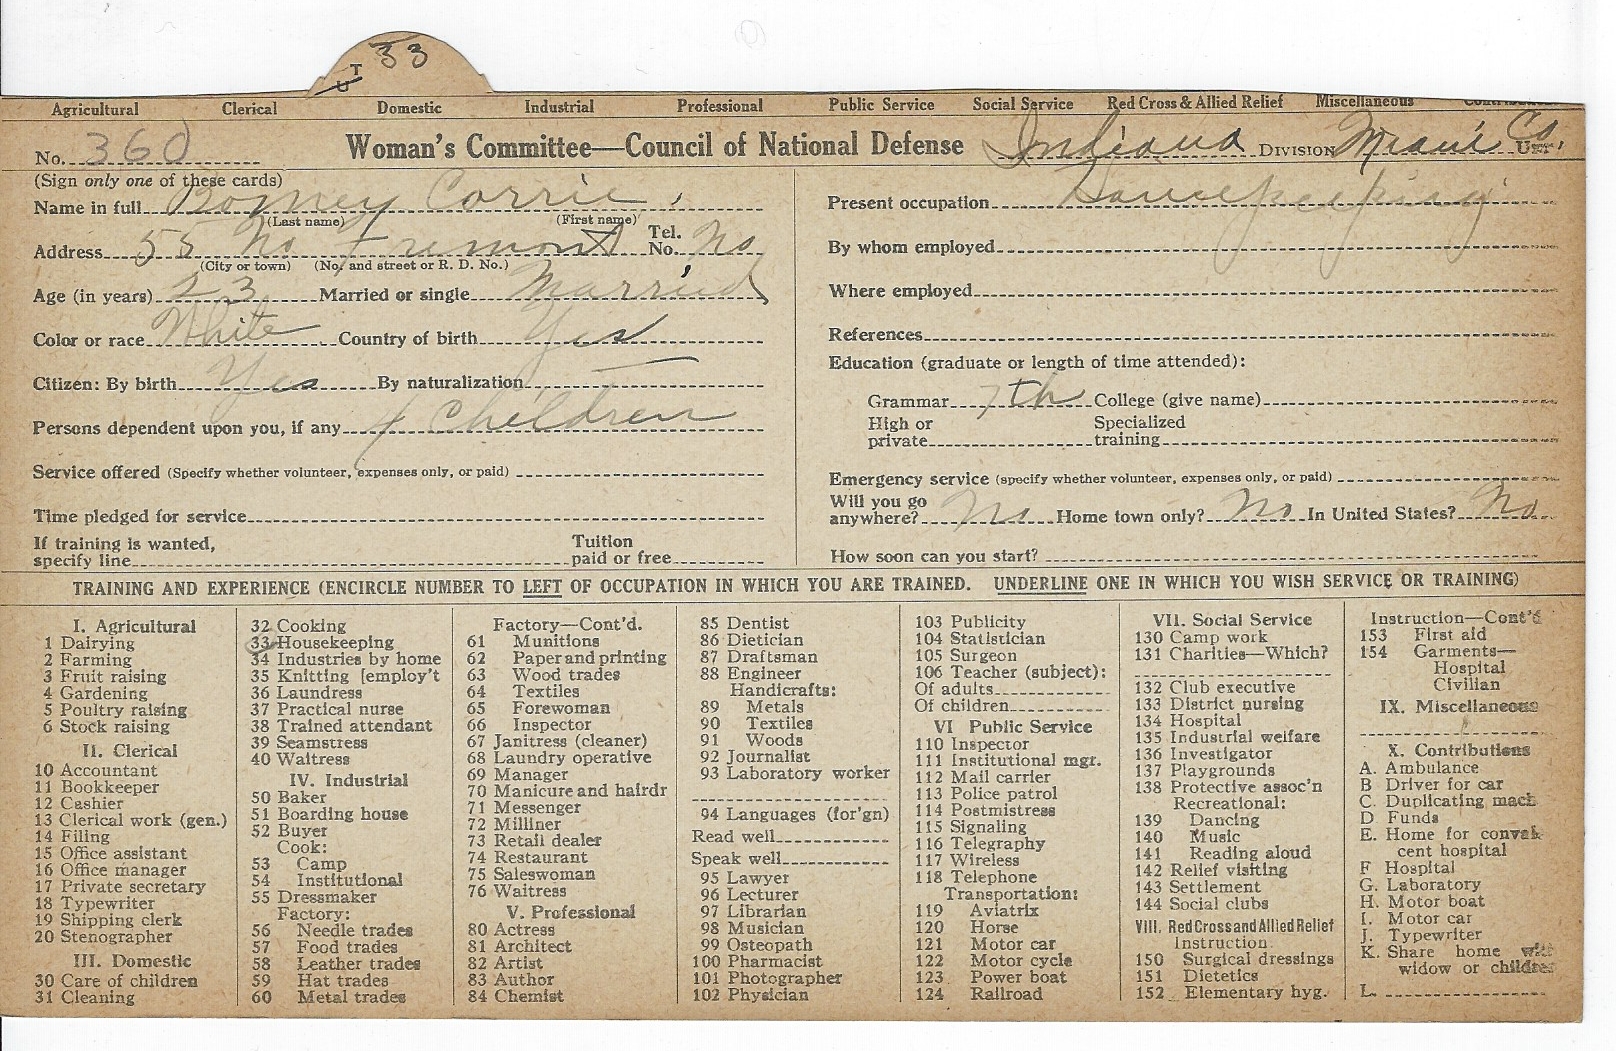 33
UT
Agricultural Clerical Domestic Industrial Professional Public Service Social Service Red Cross & Allied Relief Miscellaneous
No. 360 Woman's Committee—Council of National Defense Indiana DIVISION Miami Co. UNIT
(Sign only one of these cards)
Name in full Corrie
(Last name) (First name)
Address 55 No Fremont Tel. No. No
(City or town) (No. and street or R. D. No.)
Age (in years) 23 Married or single Married
Color or race White Country of birth Yes
Citizen: By birth Yes By naturalization —
Persons dependent upon you, if any Children
Service offered (Specify whether volunteer, expenses only, or paid)
Time pledged for service
If training is wanted, Tuition
specify line paid or free
Present occupation Housekeeping
By whom employed
Where employed
References
Education (graduate or length of time attended):
Grammar 7th College (give name)
High or Specialized
private training
Emergency service (specify whether volunteer, expenses only, or paid)
Will you go
anywhere? No Home town only? No In United States? No
How soon can you start?
TRAINING AND EXPERIENCE (ENCIRCLE NUMBER TO LEFT OF OCCUPATION IN WHICH YOU ARE TRAINED. UNDERLINE ONE IN WHICH YOU WISH SERVICE OR TRAINING)
I. Agricultural
1 Dairying
2 Farming
3 Fruit raising
4 Gardening
5 Poultry raising
6 Stock raising
II. Clerical
10 Accountant
11 Bookkeeper
12 Cashier
13 Clerical work (gen.)
14 Filing
15 Office assistant
16 Office manager
17 Private secretary
18 Typewriter
19 Shipping clerk
20 Stenographer
III. Domestic
30 Care of children
31 Cleaning
32 Cooking
33 Housekeeping
34 Industries by home
35 Knitting [employ't
36 Laundress
37 Practical nurse
38 Trained attendant
39 Seamstress
40 Waitress
IV. Industrial
50 Baker
51 Boarding house
52 Buyer
Cook:
53 Camp
54 Institutional
55 Dressmaker
Factory:
56 Needle trades
57 Food trades
58 Leather trades
59 Hat trades
60 Metal trades
Factory—Cont'd.
61 Munitions
62 Paper and printing
63 Wood trades
64 Textiles
65 Forewoman
66 Inspector
67 Janitress (cleaner)
68 Laundry operative
69 Manager
70 Manicure and hairdr
71 Messenger
72 Milliner
73 Retail dealer
74 Restaurant
75 Saleswoman
76 Waitress
V. Professional
80 Actress
81 Architect
82 Artist
83 Author
84 Chemist
85 Dentist
86 Dietician
87 Draftsman
88 Engineer
Handicrafts:
89 Metals
90 Textiles
91 Woods
92 Journalist
93 Laboratory worker
94 Languages (for'gn)
Read well
Speak well
95 Lawyer
96 Lecturer
97 Librarian
98 Musician
99 Osteopath
100 Pharmacist
101 Photographer
102 Physician
103 Publicity
104 Statistician
105 Surgeon
106 Teacher (subject):
Of adults
Of children
VI Public Service
110 Inspector
111 Institutional mgr.
112 Mail carrier
113 Police patrol
114 Postmistress
115 Signaling
116 Telegraphy
117 Wireless
118 Telephone
Transportation:
119 Aviatrix
120 Horse
121 Motor car
122 Motor cycle
123 Power boat
124 Railroad
VII. Social Service
130 Camp work
131 Charities—Which?
132 Club executive
133 District nursing
134 Hospital
135 Industrial welfare
136 Investigator
137 Playgrounds
138 Protective assoc'n
Recreational:
139 Dancing
140 Music
141 Reading aloud
142 Relief visiting
143 Settlement
144 Social clubs
VIII. Red Cross and Allied Relief
Instruction:
150 Surgical dressings
151 Dietetics
152 Elementary hyg.
Instruction—Cont'd
153 First aid
154 Garments—
Hospital
Civilian
IX. Miscellaneous
X. Contributions
A. Ambulance
B Driver for car
C. Duplicating mach
D Funds
E. Home for convales
cent hospital
F Hospital
G. Laboratory
H. Motor boat
I. Motor car
J. Typewriter
K. Share home with
widow or children
L.